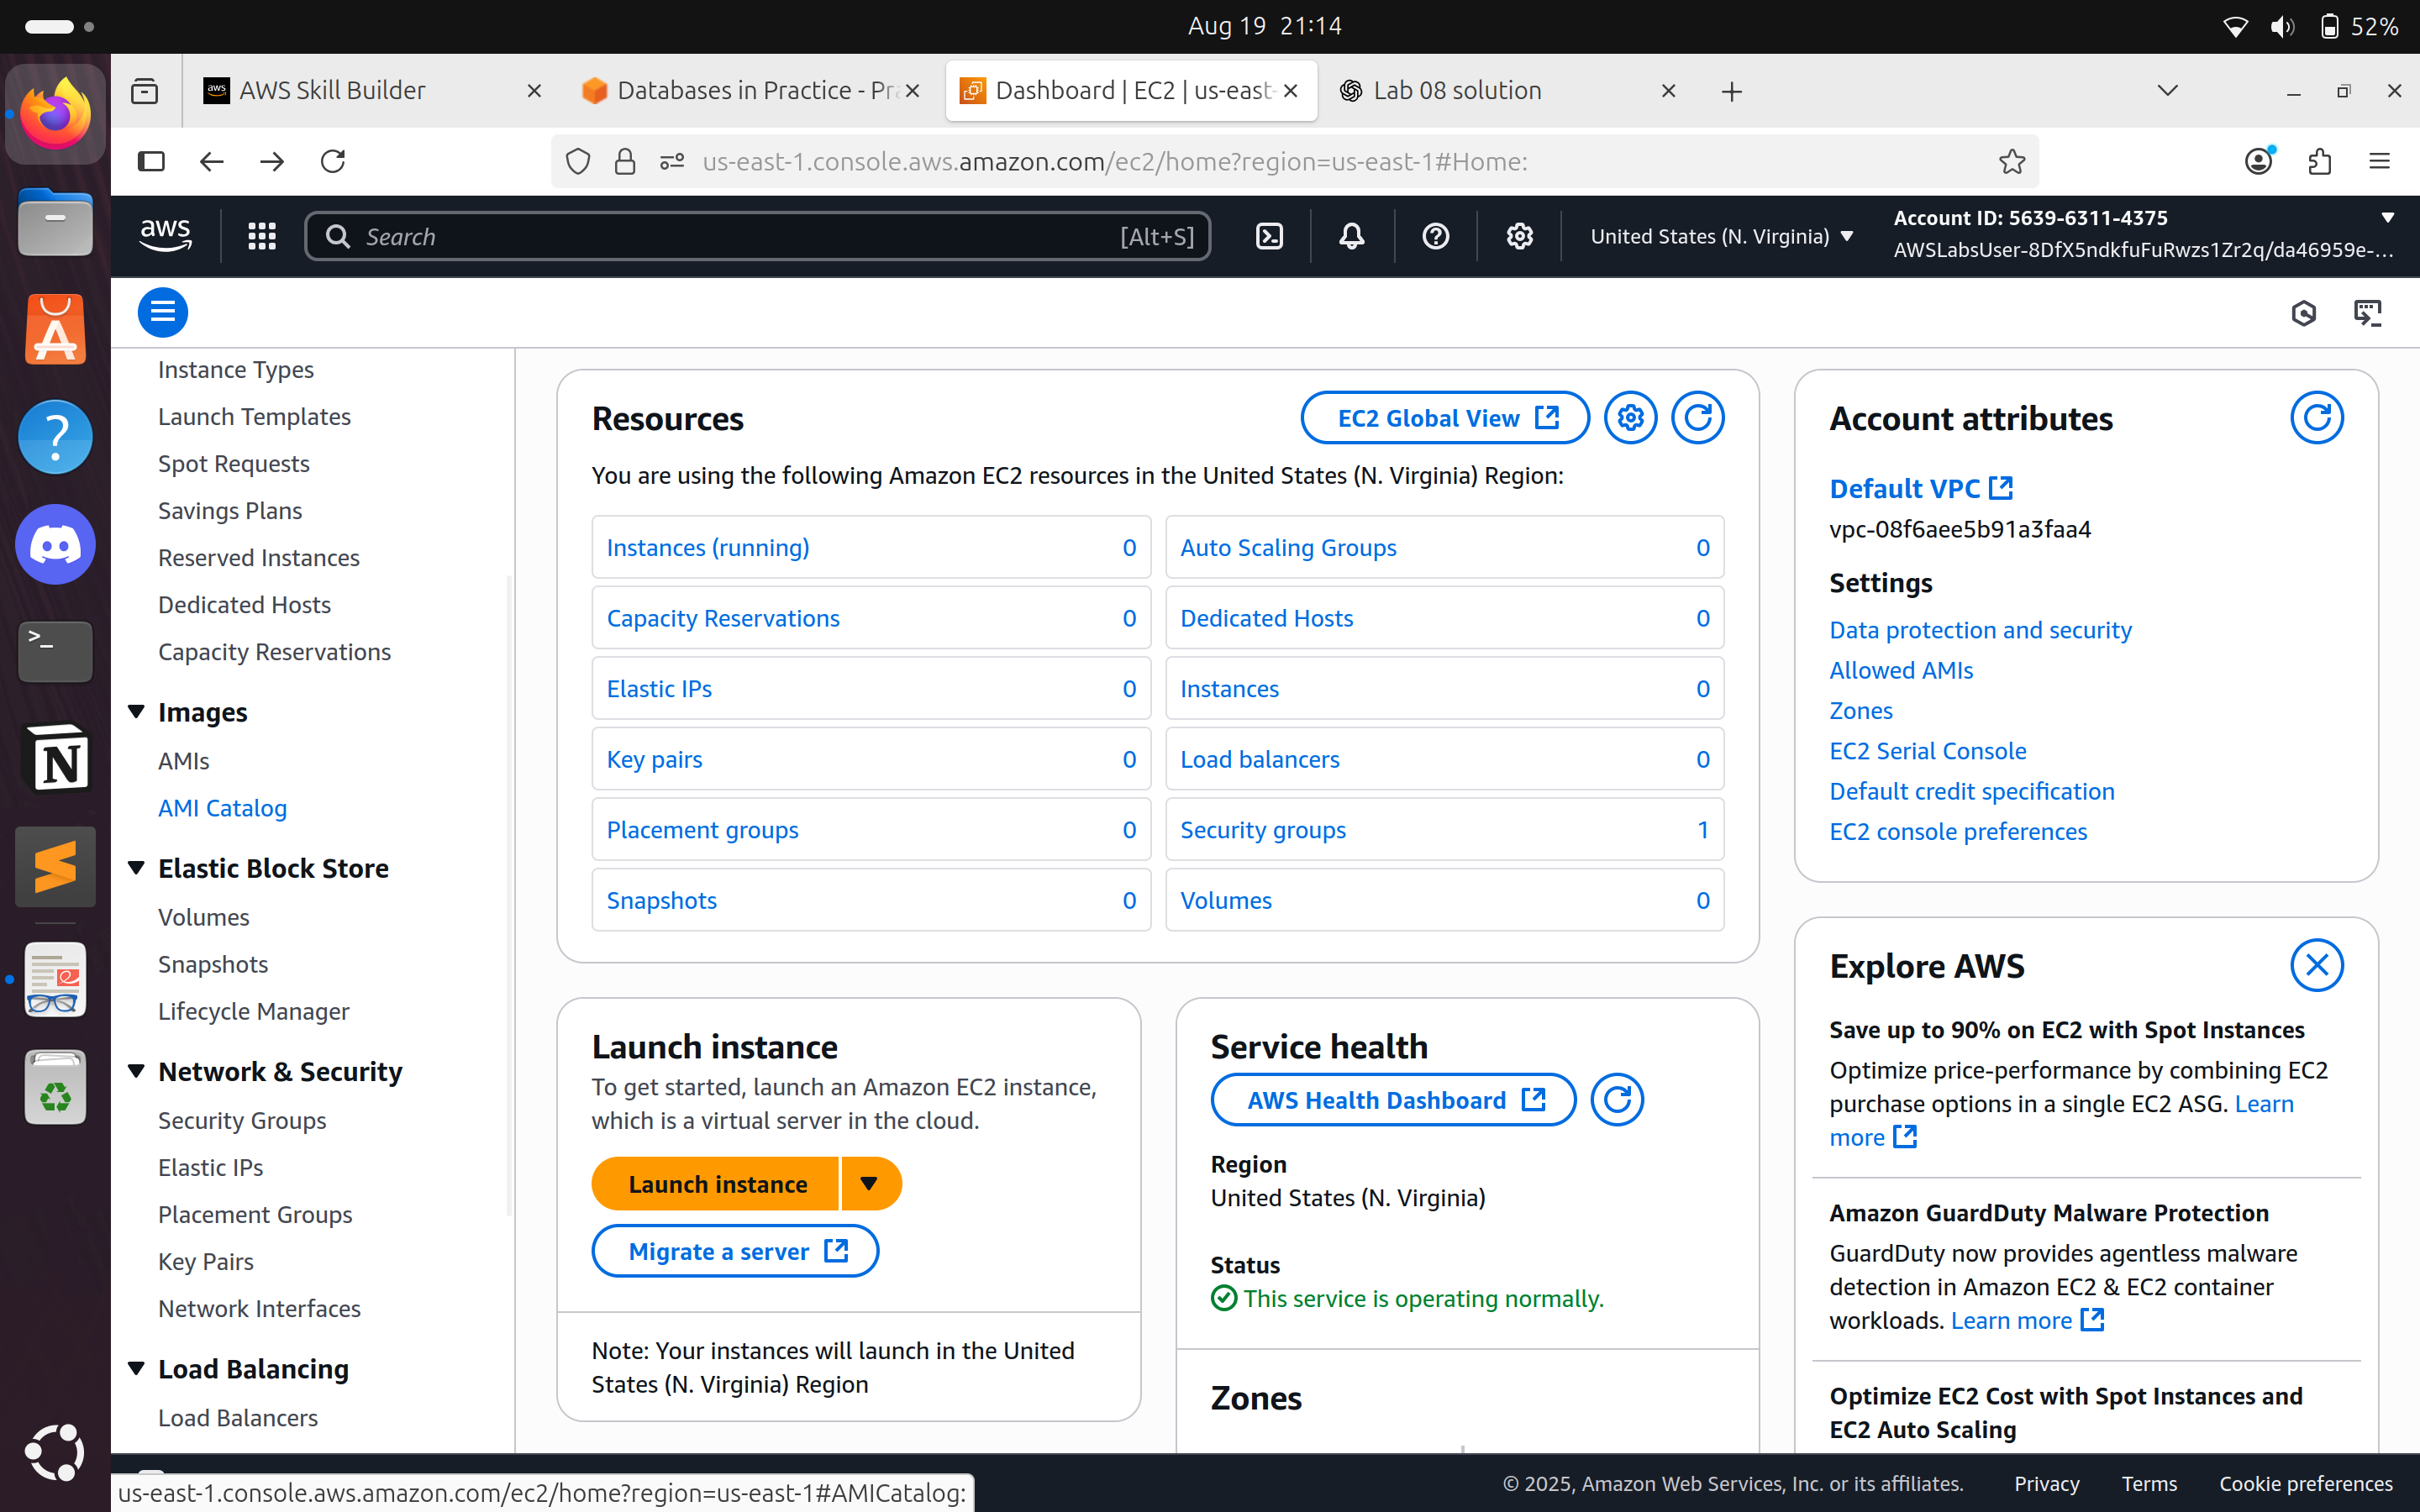 Aug 19 21:14
52%
AWS Skill Builder
Databases in Practice - Pra
Dashboard | EC2 | us-east-
Lab 08 solution
us-east-1.console.aws.amazon.com/ec2/home?region=us-east-1#Home:
aws
Search
[Alt+S]
United States (N. Virginia)
Account ID: 5639-6311-4375
AWSLabsUser-8DfX5ndkfuFuRwzs1Zr2q/da46959e-...
Instance Types
Launch Templates
Spot Requests
Savings Plans
Reserved Instances
Dedicated Hosts
Capacity Reservations
Images
AMIs
AMI Catalog
Elastic Block Store
Volumes
Snapshots
Lifecycle Manager
Network & Security
Security Groups
Elastic IPs
Placement Groups
Key Pairs
Network Interfaces
Load Balancing
Load Balancers
Resources
EC2 Global View
You are using the following Amazon EC2 resources in the United States (N. Virginia) Region:
Instances (running) 0
Auto Scaling Groups 0
Capacity Reservations 0
Dedicated Hosts 0
Elastic IPs 0
Instances 0
Key pairs 0
Load balancers 0
Placement groups 0
Security groups 1
Snapshots 0
Volumes 0
Launch instance
To get started, launch an Amazon EC2 instance,
which is a virtual server in the cloud.
Launch instance
Migrate a server
Note: Your instances will launch in the United
States (N. Virginia) Region
Service health
AWS Health Dashboard
Region
United States (N. Virginia)
Status
This service is operating normally.
Zones
Account attributes
Default VPC
vpc-08f6aee5b91a3faa4
Settings
Data protection and security
Allowed AMIs
Zones
EC2 Serial Console
Default credit specification
EC2 console preferences
Explore AWS
Save up to 90% on EC2 with Spot Instances
Optimize price-performance by combining EC2
purchase options in a single EC2 ASG. Learn
more
Amazon GuardDuty Malware Protection
GuardDuty now provides agentless malware
detection in Amazon EC2 & EC2 container
workloads. Learn more
Optimize EC2 Cost with Spot Instances and
EC2 Auto Scaling
us-east-1.console.aws.amazon.com/ec2/home?region=us-east-1#AMICatalog:
© 2025, Amazon Web Services, Inc. or its affiliates.
Privacy
Terms
Cookie preferences